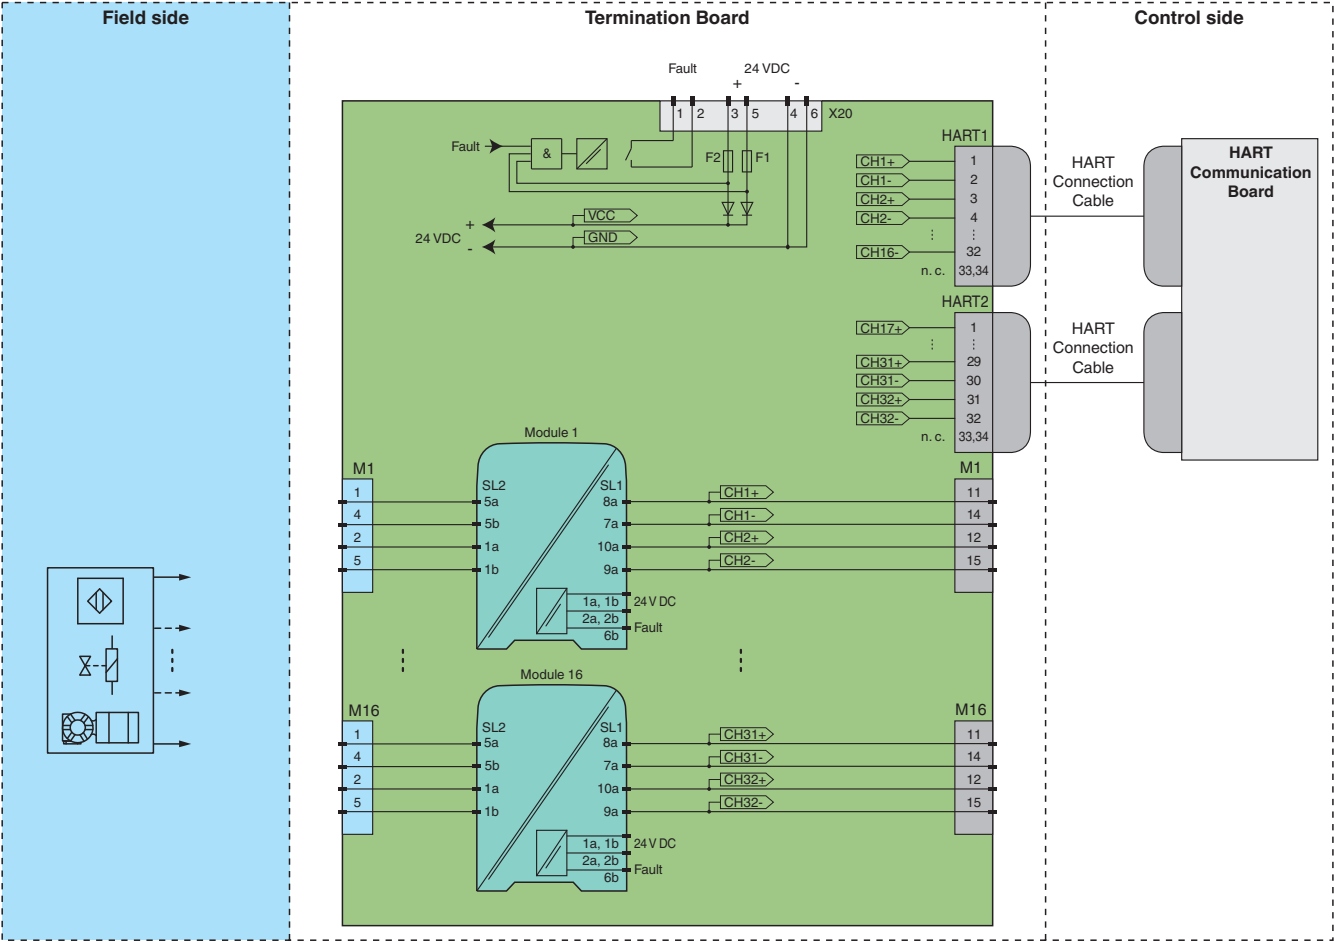 Field side
Termination Board
Control side
Fault 24 VDC
+ -
1 2 3 5 4 6 X20
Fault
&
F2 F1
VCC
+
24 VDC
-
GND
HART1
CH1+ 1
CH1- 2
CH2+ 3
CH2- 4
CH16- 32
n. c. 33,34
HART
Connection
Cable
HART
Communication
Board
HART2
CH17+ 1
CH31+ 29
CH31- 30
CH32+ 31
CH32- 32
n. c. 33,34
HART
Connection
Cable
Module 1
M1 M1
SL2 SL1
1 5a 8a CH1+ 11
4 5b 7a CH1- 14
2 1a 10a CH2+ 12
5 1b 9a CH2- 15
1a, 1b 24 V DC
2a, 2b
6b Fault
Module 16
M16 M16
SL2 SL1
1 5a 8a CH31+ 11
4 5b 7a CH31- 14
2 1a 10a CH32+ 12
5 1b 9a CH32- 15
1a, 1b 24 V DC
2a, 2b
6b Fault